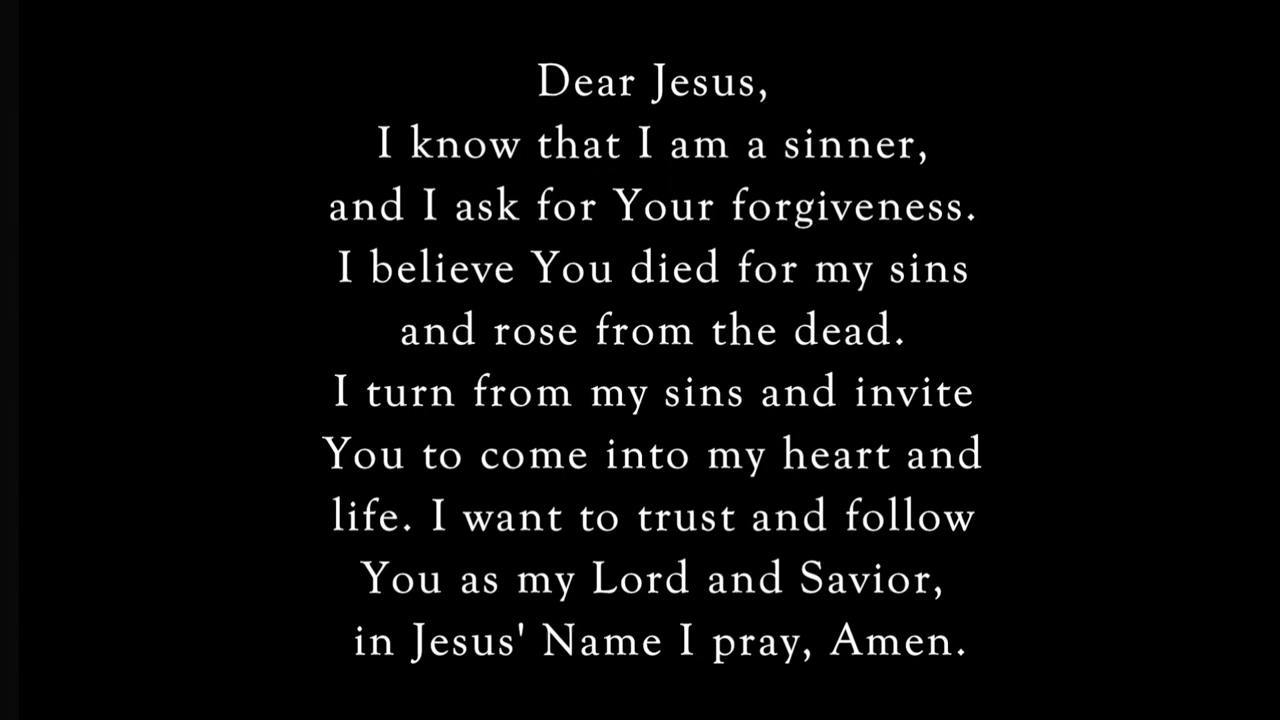 Dear Jesus,
I know that I am a sinner,
and I ask for Your forgiveness.
I believe You died for my sins
and rose from the dead.
I turn from my sins and invite
You to come into my heart and
life. I want to trust and follow
You as my Lord and Savior,
in Jesus' Name I pray, Amen.